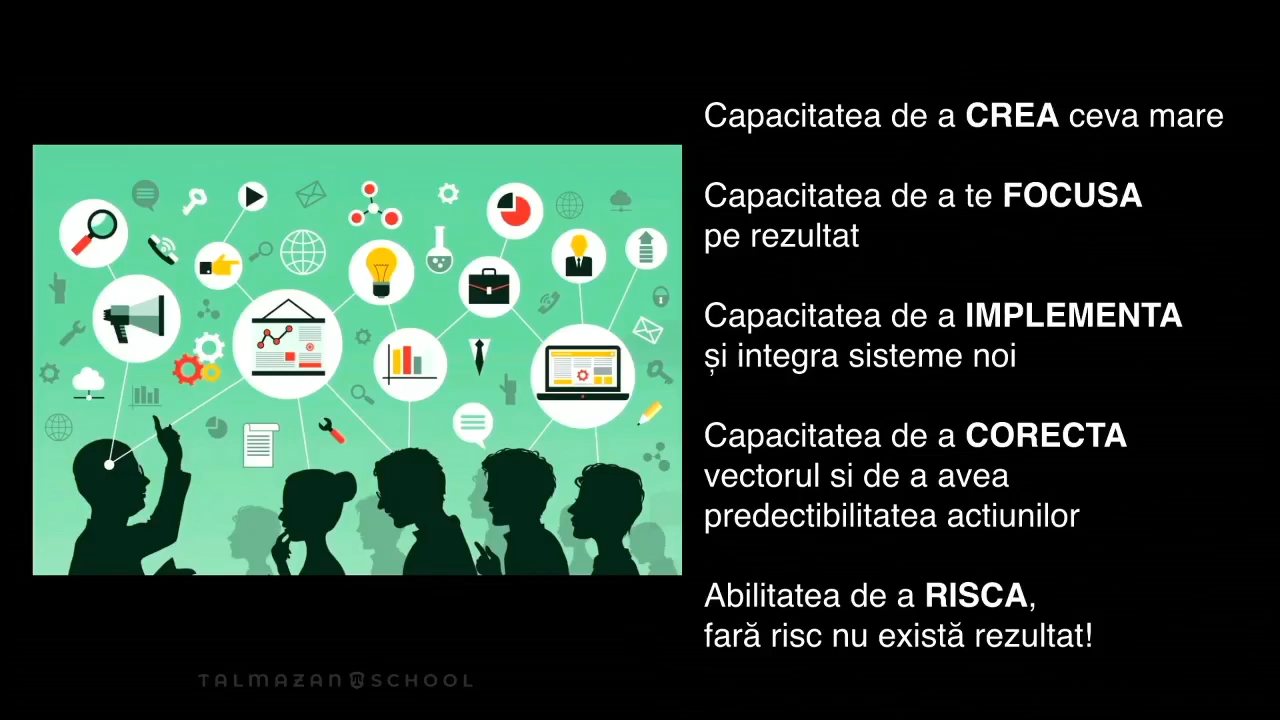 Capacitatea de a CREA ceva mare
Capacitatea de a te FOCUSA
pe rezultat
Capacitatea de a IMPLEMENTA
și integra sisteme noi
Capacitatea de a CORECTA
vectorul si de a avea
predectibilitatea actiunilor
Abilitatea de a RISCA,
fară risc nu există rezultat!
TALMAZAN SCHOOL